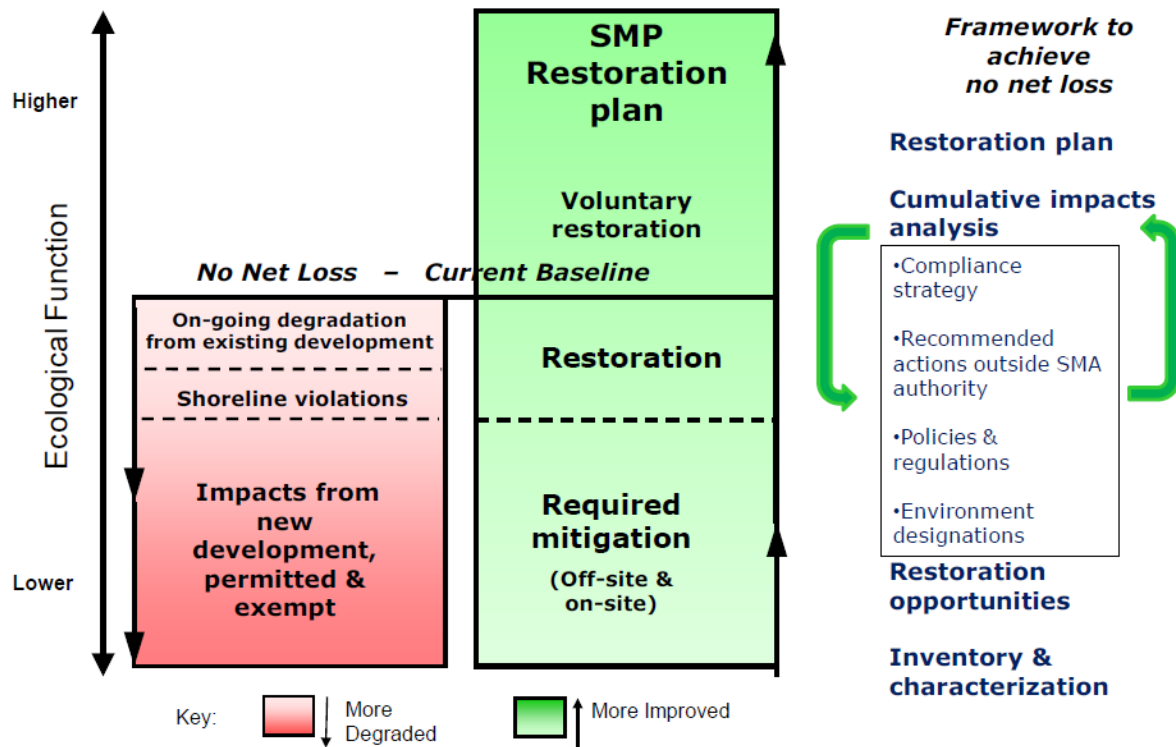 Higher
Ecological Function
Lower
SMP
Restoration
plan
Voluntary
restoration
No Net Loss – Current Baseline
On-going degradation
from existing development
Shoreline violations
Impacts from
new
development,
permitted &
exempt
Restoration
Required
mitigation
(Off-site &
on-site)
Framework to
achieve
no net loss
Restoration plan
Cumulative impacts
analysis
•Compliance
strategy
•Recommended
actions outside SMA
authority
•Policies &
regulations
•Environment
designations
Restoration
opportunities
Inventory &
characterization
Key:
More
Degraded
More Improved